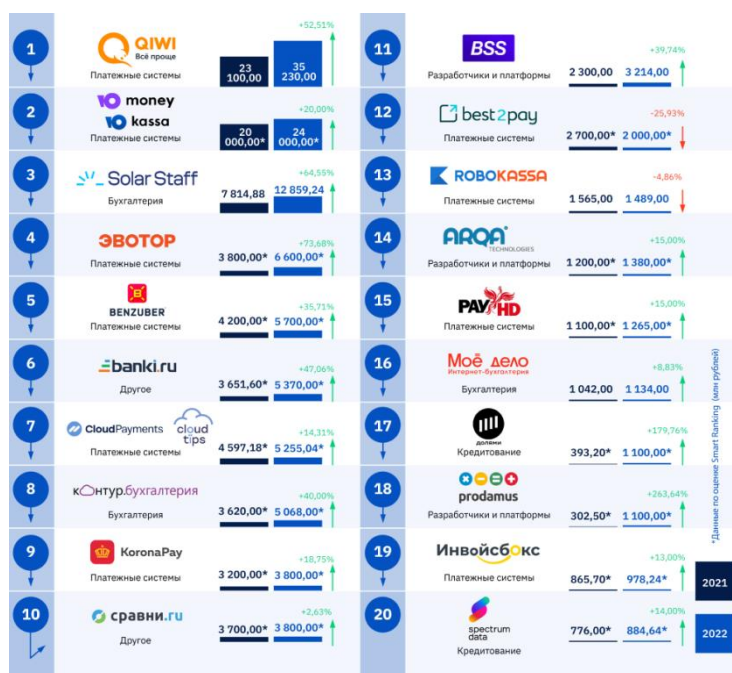 1
QIWI
Всё проще
Платежные системы
23 100,00
35 230,00
+52,51%
2
Ю money
Ю kassa
Платежные системы
20 000,00*
24 000,00*
+20,00%
3
Solar Staff
Бухгалтерия
7 814,88
12 859,24
+64,55%
4
ЭВОТОР
Платежные системы
3 800,00*
6 600,00*
+73,68%
5
BENZUBER
Платежные системы
4 200,00*
5 700,00*
+35,71%
6
banki.ru
Другое
3 651,60*
5 370,00*
+47,06%
7
CloudPayments
cloud tips
Платежные системы
4 597,18*
5 255,04*
+14,31%
8
контур.бухгалтерия
Бухгалтерия
3 620,00*
5 068,00*
+40,00%
9
KoronaPay
Платежные системы
3 200,00*
3 800,00*
+18,75%
10
сравни.ru
Другое
3 700,00*
3 800,00*
+2,63%
11
BSS
Разработчики и платформы
2 300,00
3 214,00
+39,74%
12
best2pay
Платежные системы
2 700,00*
2 000,00*
-25,93%
13
ROBOKASSA
Платежные системы
1 565,00
1 489,00
-4,86%
14
ARQA
TECHNOLOGIES
Разработчики и платформы
1 200,00*
1 380,00*
+15,00%
15
PAY HD
Платежные системы
1 100,00*
1 265,00*
+15,00%
16
Моё дело
Интернет-бухгалтерия
Бухгалтерия
1 042,00
1 134,00
+8,83%
17
долями
Кредитование
393,20*
1 100,00*
+179,76%
18
prodamus
Разработчики и платформы
302,50*
1 100,00*
+263,64%
19
Инвойсбокс
Платежные системы
865,70*
978,24*
+13,00%
20
spectrum
data
Кредитование
776,00*
884,64*
+14,00%
*Данные по оценке Smart Ranking (млн рублей)
2021
2022